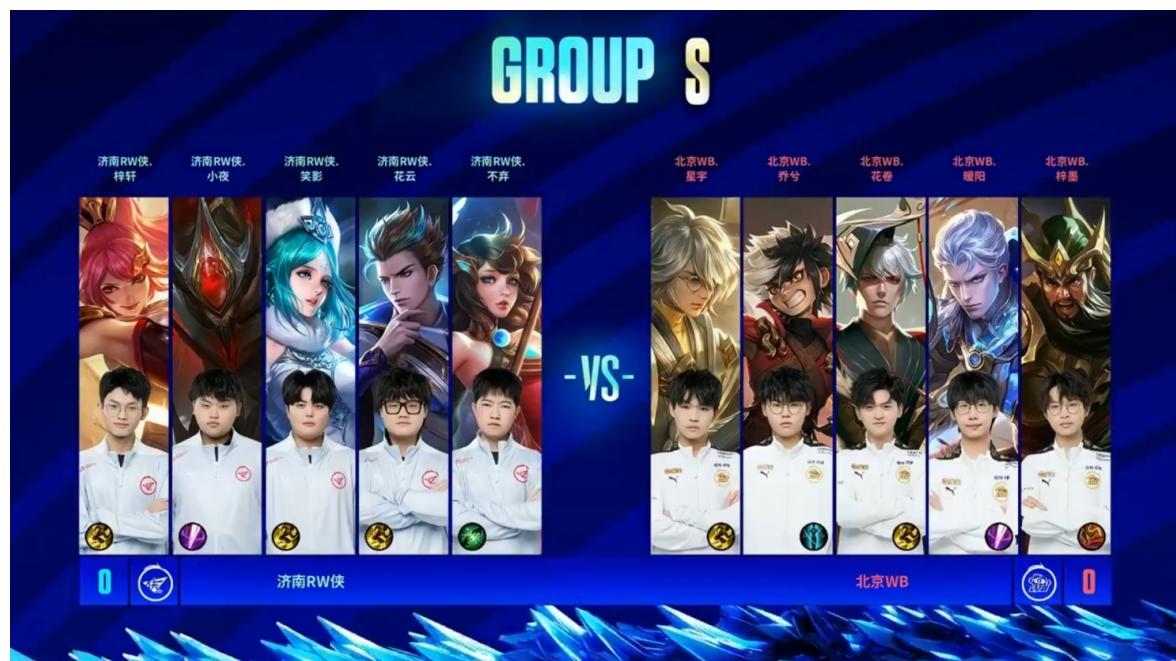 GROUP S
济南RW侠.
梓轩
济南RW侠.
小夜
济南RW侠.
笑影
济南RW侠.
花云
济南RW侠.
不弃
北京WB.
星宇
北京WB.
乔兮
北京WB.
花卷
北京WB.
暖阳
北京WB.
梓墨
-VS-
0
济南RW侠
北京WB
0